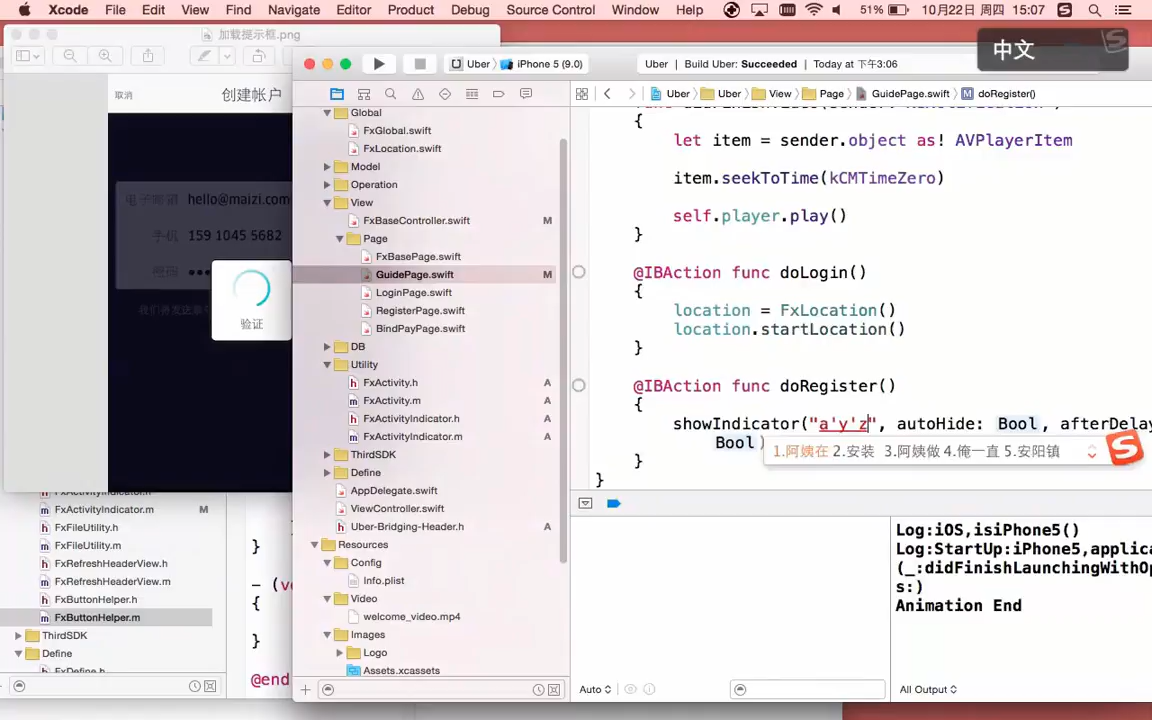 Xcode File Edit View Find Navigate Editor Product Debug Source Control Window Help 51% 10月22日 周四 15:07
加载提示框.png
中文
Uber iPhone 5 (9.0)
Uber | Build Uber: Succeeded | Today at 下午3:06
取消 创建帐户
电子邮箱 hello@maizi.com
手机 159 1045 5682
验证
Uber Uber View Page GuidePage.swift doRegister()
Global
FxGlobal.swift
FxLocation.swift
Model
Operation
View
FxBaseController.swift M
Page
FxBasePage.swift
GuidePage.swift M
LoginPage.swift
RegisterPage.swift
BindPayPage.swift
DB
Utility
FxActivity.h A
FxActivity.m A
FxActivityIndicator.h A
FxActivityIndicator.m A
ThirdSDK
Define
AppDelegate.swift
ViewController.swift
Uber-Bridging-Header.h A
Resources
Config
Info.plist
Video
welcome_video.mp4
Images
Logo
Assets.xcassets
{
let item = sender.object as! AVPlayerItem
item.seekToTime(kCMTimeZero)
self.player.play()
}
@IBAction func doLogin()
{
location = FxLocation()
location.startLocation()
}
@IBAction func doRegister()
{
showIndicator("a'y'z", autoHide: Bool, afterDelay
Bool)
1.阿姨在 2.安装 3.阿姨做 4.俺一直 5.安阳镇
}
}
FxActivityIndicator.m M
FxFileUtility.h
FxFileUtility.m
FxRefreshHeaderView.h
FxRefreshHeaderView.m
FxButtonHelper.h
FxButtonHelper.m
ThirdSDK
Define
FxDefine.h
}
- (v
{
}
@end
Log:iOS,isiPhone5()
Log:StartUp:iPhone5,applica
(_:didFinishLaunchingWithOp
s:)
Animation End
Auto
All Output